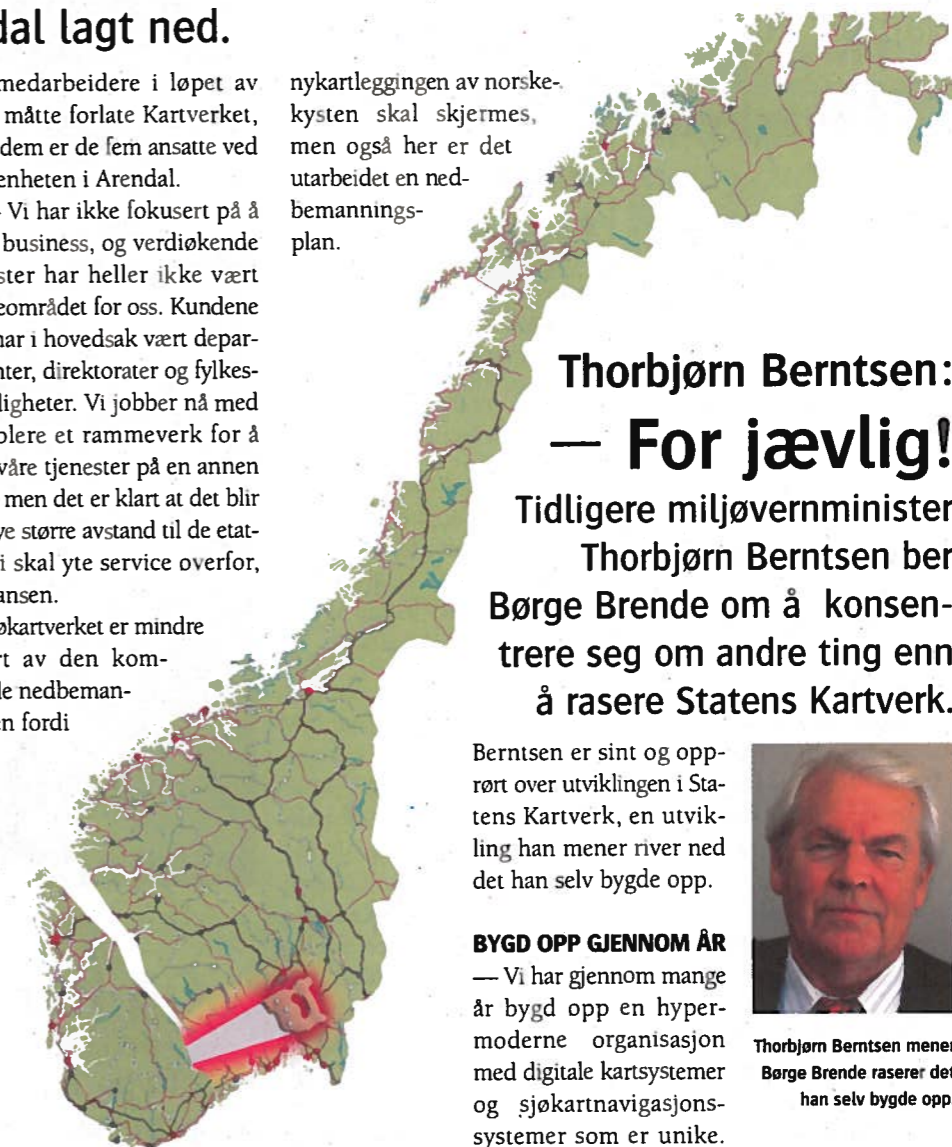 dal lagt ned.
medarbeidere i løpet av
måtte forlate Kartverket,
dem er de fem ansatte ved
enheten i Arendal.
Vi har ikke fokusert på å
business, og verdiøkende
ster har heller ikke vært
området for oss. Kundene
har i hovedsak vært depar-
ter, direktorater og fylkes-
ligheter. Vi jobber nå med
blere et rammeverk for å
våre tjenester på en annen
men det er klart at det blir
ye større avstand til de etat-
i skal yte service overfor,
ansen.
økartverket er mindre
rt av den kom-
le nedbeman-
en fordi
nykartleggingen av norske-
kysten skal skjermes,
men også her er det
utarbeidet en ned-
bemannings-
plan.
Thorbjørn Berntsen:
— For jævlig!
Tidligere miljøvernminister
Thorbjørn Berntsen ber
Børge Brende om å konsen-
trere seg om andre ting enn
å rasere Statens Kartverk.
Berntsen er sint og opp-
rørt over utviklingen i Sta-
tens Kartverk, en utvik-
ling han mener river ned
det han selv bygde opp.
BYGD OPP GJENNOM ÅR
— Vi har gjennom mange
år bygd opp en hyper-
moderne organisasjon
med digitale kartsystemer
og sjøkartnavigasjons-
systemer som er unike.
Thorbjørn Berntsen mener
Børge Brende raserer det
han selv bygde opp